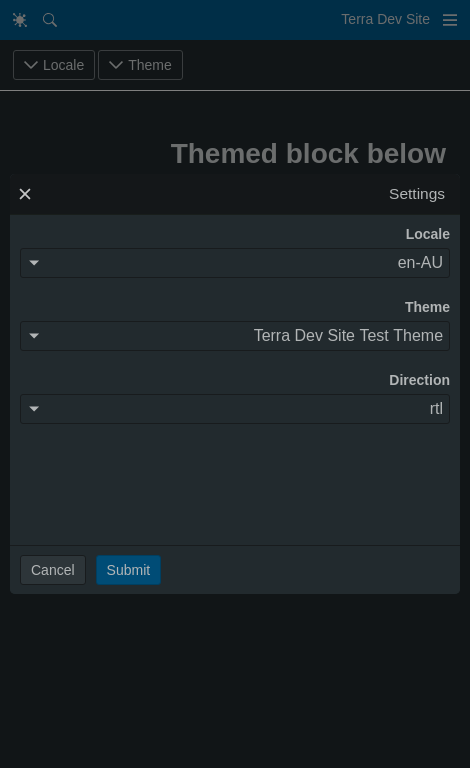 Terra Dev Site
Locale
Theme
Themed block below
Settings
Locale
en-AU
Theme
Terra Dev Site Test Theme
Direction
rtl
Cancel
Submit